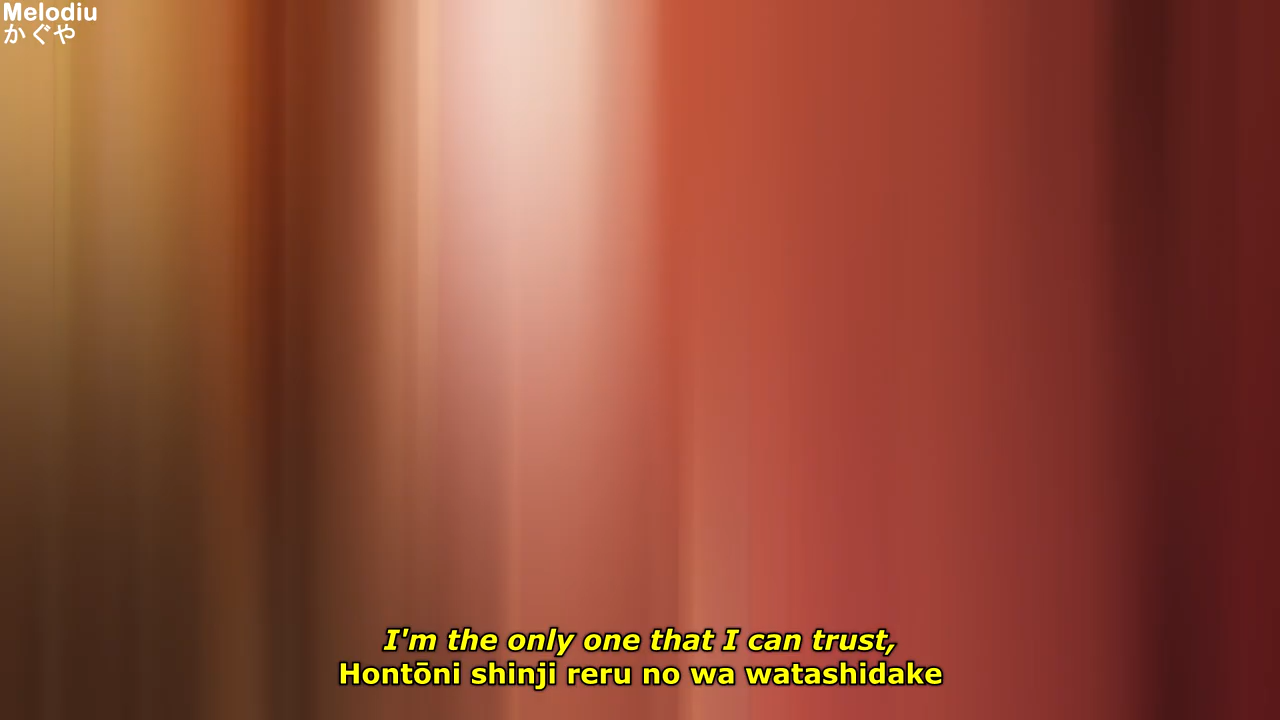 Melodiu
かぐや
I'm the only one that I can trust,
Hontōni shinji reru no wa watashidake